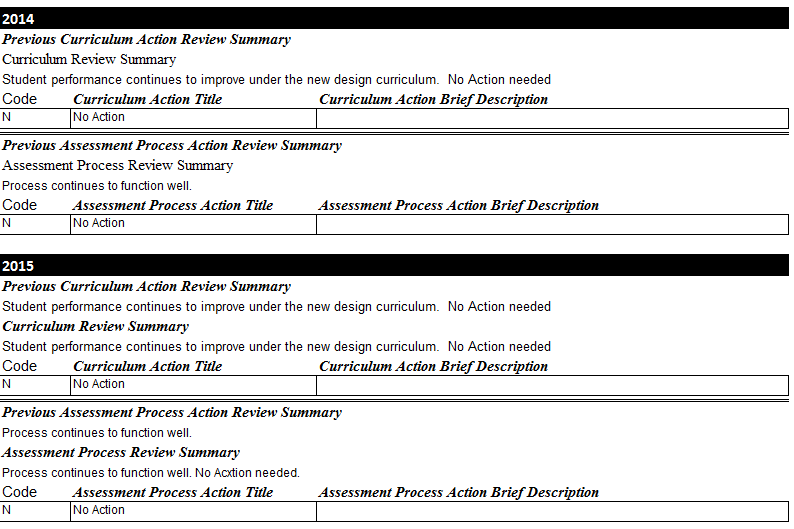 2014
Previous Curriculum Action Review Summary
Curriculum Review Summary
Student performance continues to improve under the new design curriculum.  No Action needed
Code Curriculum Action Title Curriculum Action Brief Description
N No Action
Previous Assessment Process Action Review Summary
Assessment Process Review Summary
Process continues to function well.
Code Assessment Process Action Title Assessment Process Action Brief Description
N No Action
2015
Previous Curriculum Action Review Summary
Student performance continues to improve under the new design curriculum.  No Action needed
Curriculum Review Summary
Student performance continues to improve under the new design curriculum.  No Action needed
Code Curriculum Action Title Curriculum Action Brief Description
N No Action
Previous Assessment Process Action Review Summary
Process continues to function well.
Assessment Process Review Summary
Process continues to function well. No Acxtion needed.
Code Assessment Process Action Title Assessment Process Action Brief Description
N No Action